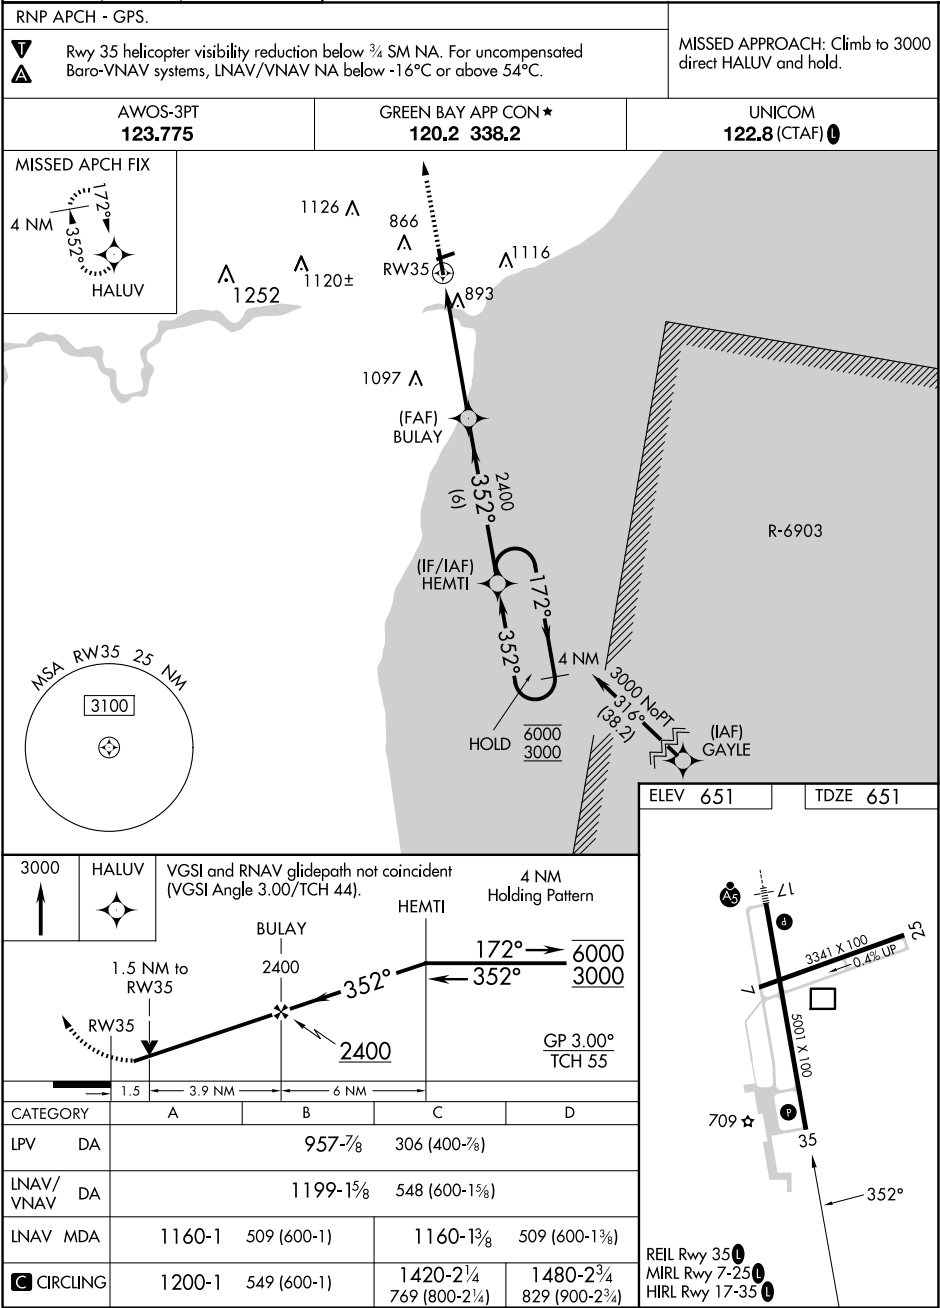 RNP APCH - GPS.
T
A
Rwy 35 helicopter visibility reduction below ¾ SM NA. For uncompensated
Baro-VNAV systems, LNAV/VNAV NA below -16°C or above 54°C.
MISSED APPROACH: Climb to 3000
direct HALUV and hold.
AWOS-3PT
123.775
GREEN BAY APP CON ★
120.2 338.2
UNICOM
122.8 (CTAF) L
MISSED APCH FIX
4 NM
172°
352°
HALUV
1126
866
1116
RW35
1252
1120±
893
1097
(FAF)
BULAY
2400
352°
(6)
R-6903
(IF/IAF)
HEMTI
172°
352°
4 NM
3000 NoPT
316°
(38.2)
(IAF)
GAYLE
HOLD
6000
3000
MSA RW35 25 NM
3100
ELEV 651
TDZE 651
A5
17
P
25
3341 X 100
0.4% UP
7
5001 X 100
P
709
35
352°
REIL Rwy 35 L
MIRL Rwy 7-25 L
HIRL Rwy 17-35 L
3000
HALUV
VGSI and RNAV glidepath not coincident
(VGSI Angle 3.00/TCH 44).
4 NM
Holding Pattern
HEMTI
BULAY
2400
172°
6000
352°
3000
352°
1.5 NM to
RW35
RW35
2400
GP 3.00°
TCH 55
1.5
3.9 NM
6 NM
CATEGORY A B C D
LPV DA 957-⅞ 306 (400-⅞)
LNAV/
VNAV DA 1199-1⅝ 548 (600-1⅝)
LNAV MDA 1160-1 509 (600-1) 1160-1⅜ 509 (600-1⅜)
C CIRCLING 1200-1 549 (600-1) 1420-2¼ 1480-2¾
769 (800-2¼) 829 (900-2¾)